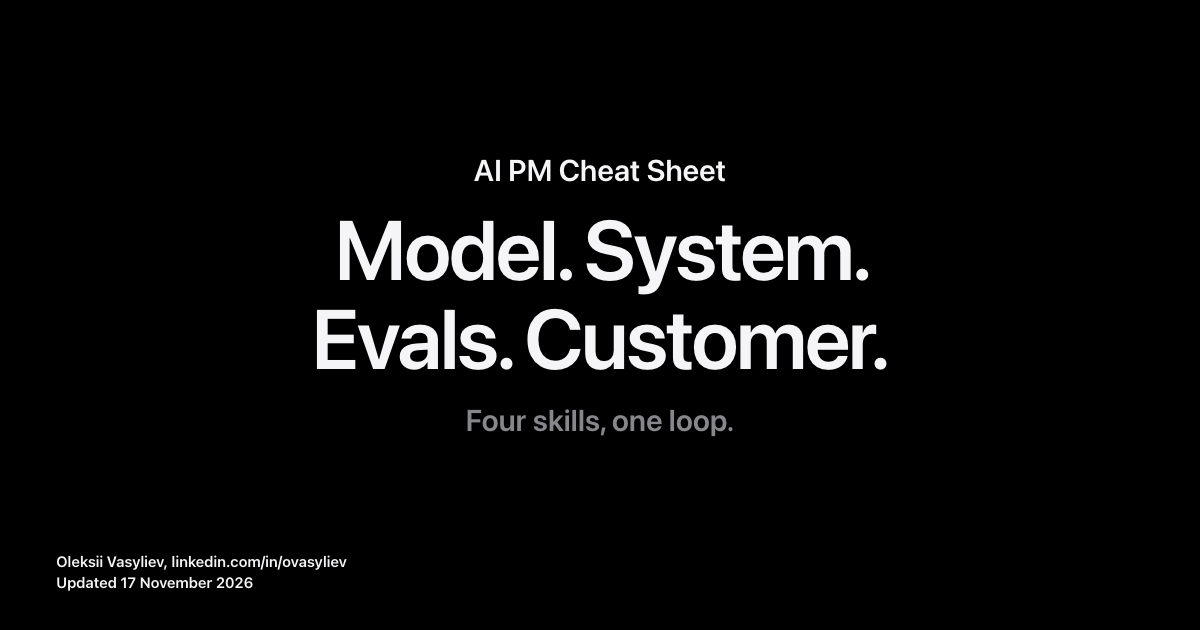 AI PM Cheat Sheet
Model. System.
Evals. Customer.
Four skills, one loop.
Oleksii Vasyliev, linkedin.com/in/ovasyliev
Updated 17 November 2026